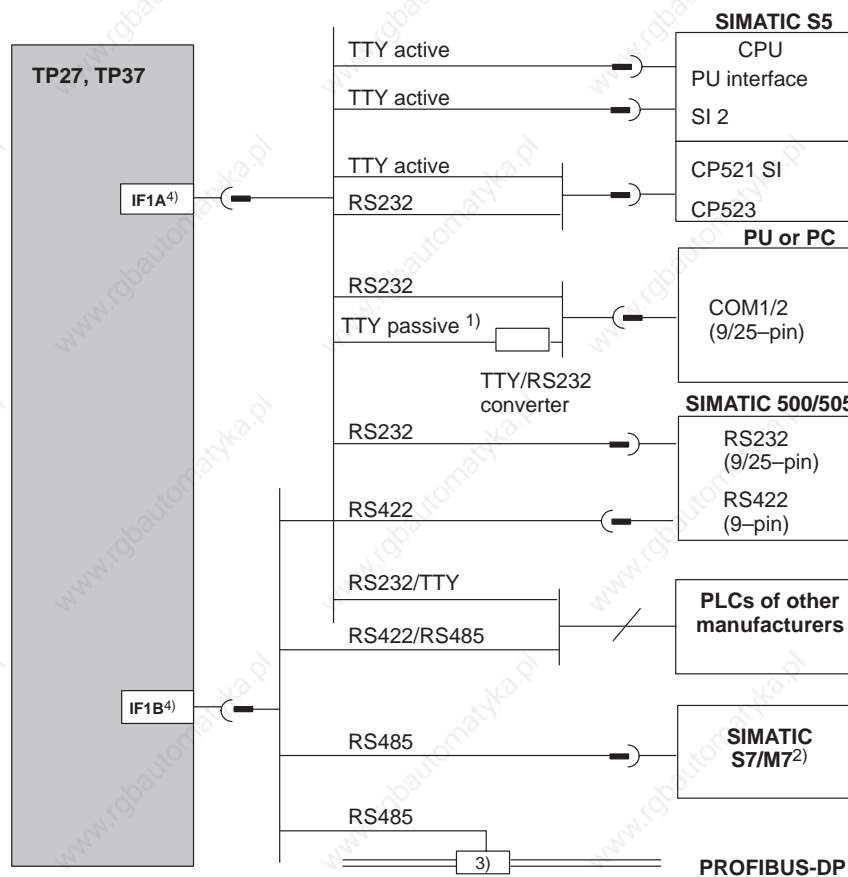 SIMATIC S5
TP27, TP37
TTY active
CPU
PU interface
TTY active
SI 2
TTY active
CP521 SI
IF1A4)
RS232
CP523
PU or PC
RS232
COM1/2
(9/25–pin)
TTY passive 1)
TTY/RS232
converter
SIMATIC 500/505
RS232
RS232
(9/25–pin)
RS422
RS422
(9–pin)
RS232/TTY
PLCs of other
manufacturers
RS422/RS485
IF1B4)
RS485
SIMATIC
S7/M72)
RS485
3)
PROFIBUS-DP
www.rgbautomatyka.pl